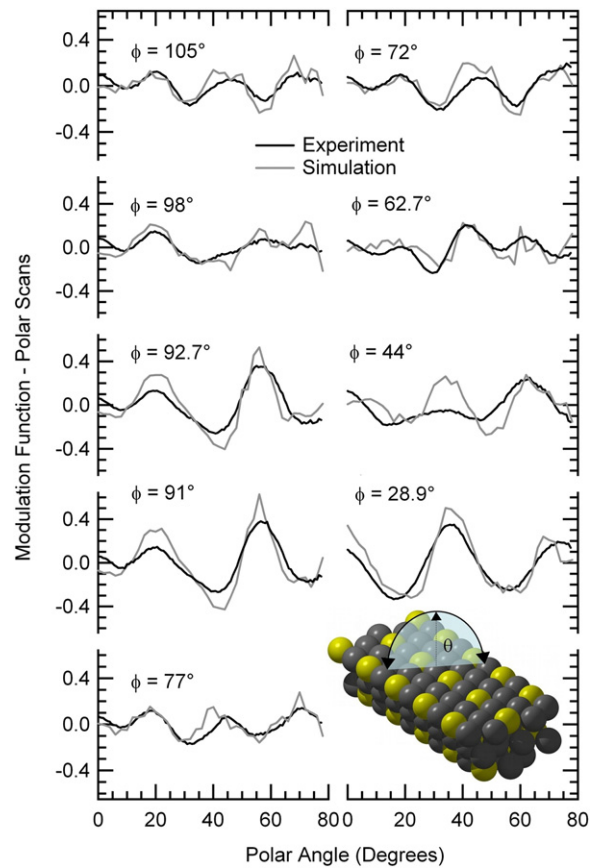 Modulation Function - Polar Scans
0.6
0.0
-0.4
ϕ = 105°
ϕ = 72°
Experiment
Simulation
0.4
0.0
-0.4
ϕ = 98°
ϕ = 62.7°
0.4
0.0
-0.4
ϕ = 92.7°
ϕ = 44°
0.4
0.0
-0.4
ϕ = 91°
ϕ = 28.9°
θ
0.4
0.0
-0.6
ϕ = 77°
0 20 40 60 80 0 20 40 60 80
Polar Angle (Degrees)